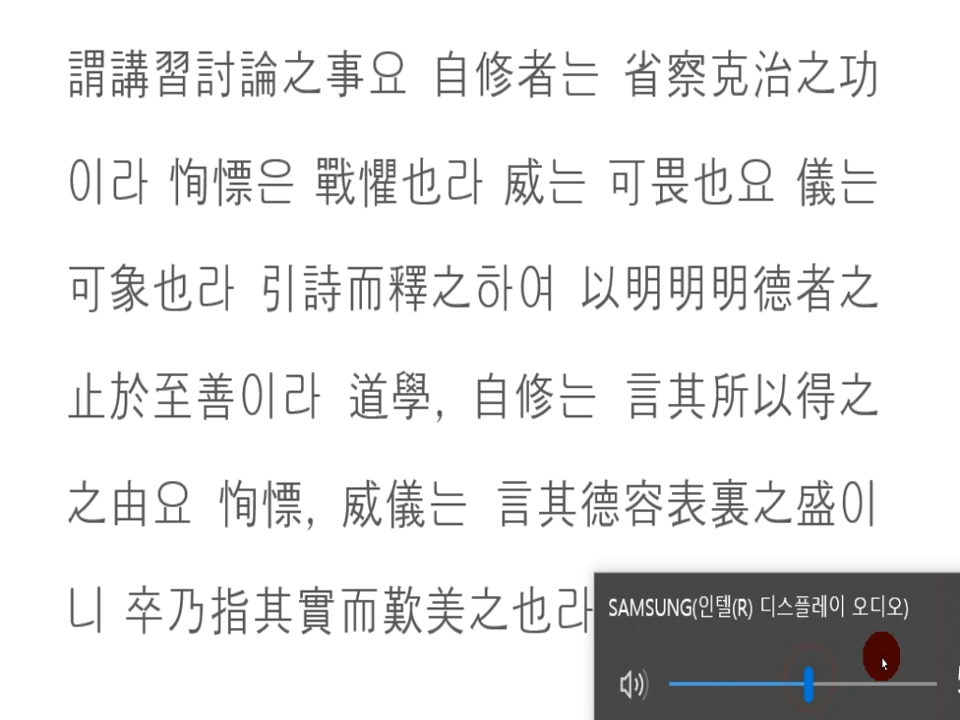 謂講習討論之事요 自修者는 省察克治之功
이라 恂慄은 戰懼也라 威는 可畏也요 儀는
可象也라 引詩而釋之하여 以明明明德者之
止於至善이라 道學, 自修는 言其所以得之
之由요 恂慄, 威儀는 言其德容表裏之盛이
니 卒乃指其實而歎美之也라
SAMSUNG(인텔(R) 디스플레이 오디오)